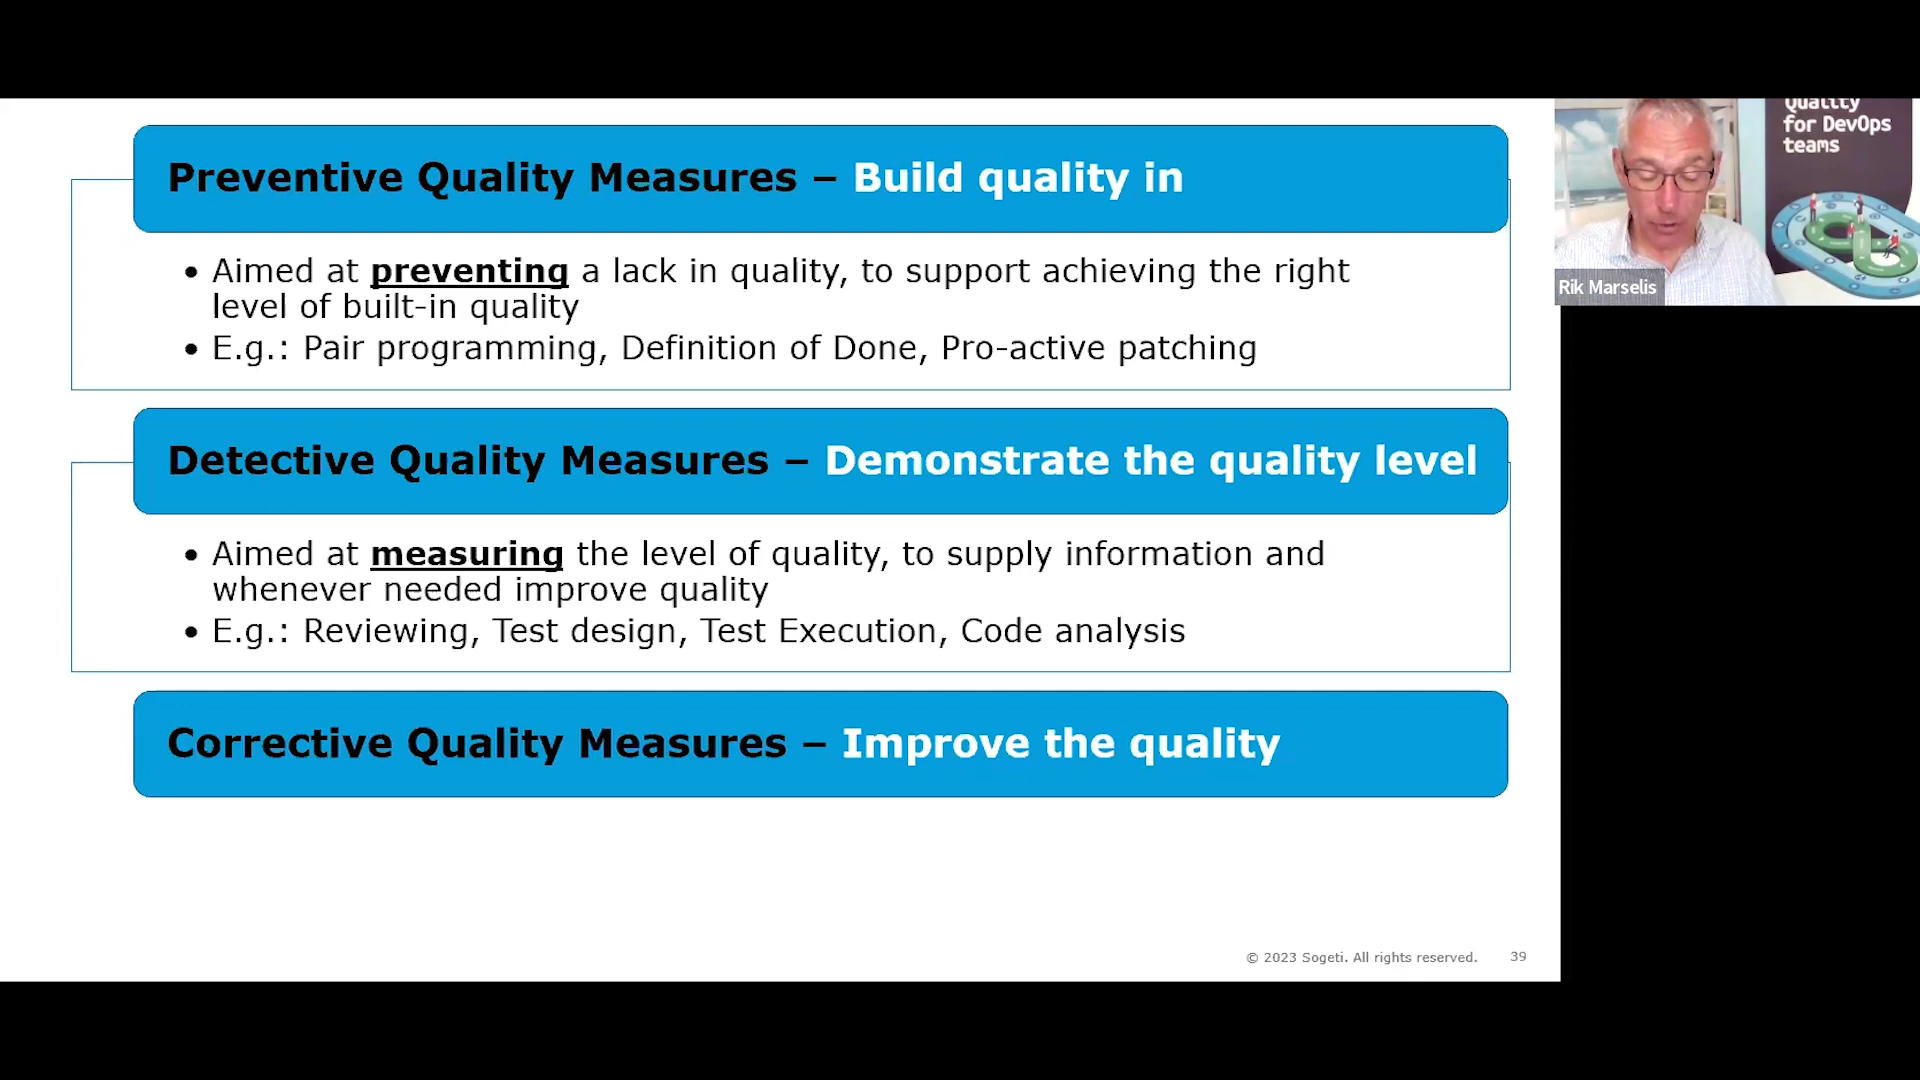 Preventive Quality Measures – Build quality in
• Aimed at preventing a lack in quality, to support achieving the right
level of built-in quality
• E.g.: Pair programming, Definition of Done, Pro-active patching
Detective Quality Measures – Demonstrate the quality level
• Aimed at measuring the level of quality, to supply information and
whenever needed improve quality
• E.g.: Reviewing, Test design, Test Execution, Code analysis
Corrective Quality Measures – Improve the quality
© 2023 Sogeti. All rights reserved. 39
Quality
for DevOps
teams
Rik Marselis